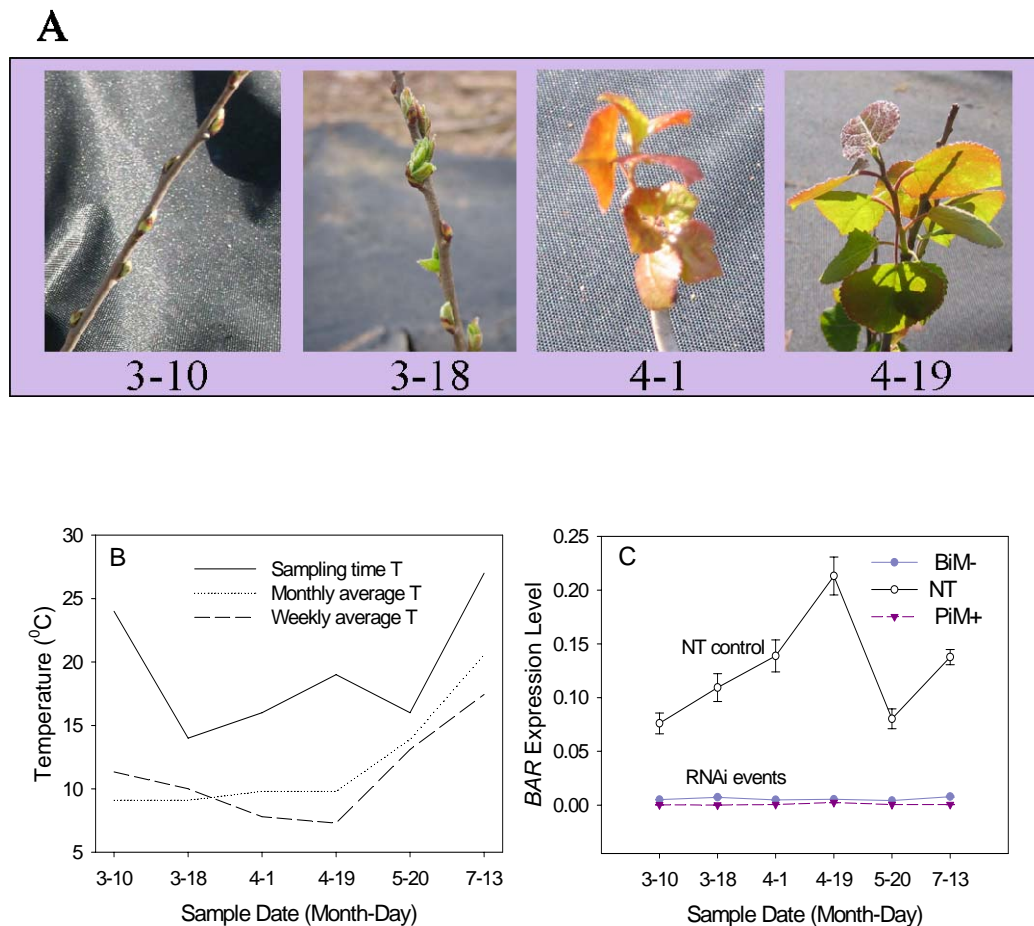 A
3-10 3-18 4-1 4-19
B
30
25
20
15
10
5
Temperature (⁰C)
Sampling time T
Monthly average T
Weekly average T
3-10 3-18 4-1 4-19 5-20 7-13
Sample Date (Month-Day)
C
0.25
0.20
0.15
0.10
0.05
0.00
BAR Expression Level
BiM-
NT
PiM+
NT control
RNAi events
3-10 3-18 4-1 4-19 5-20 7-13
Sample Date (Month-Day)